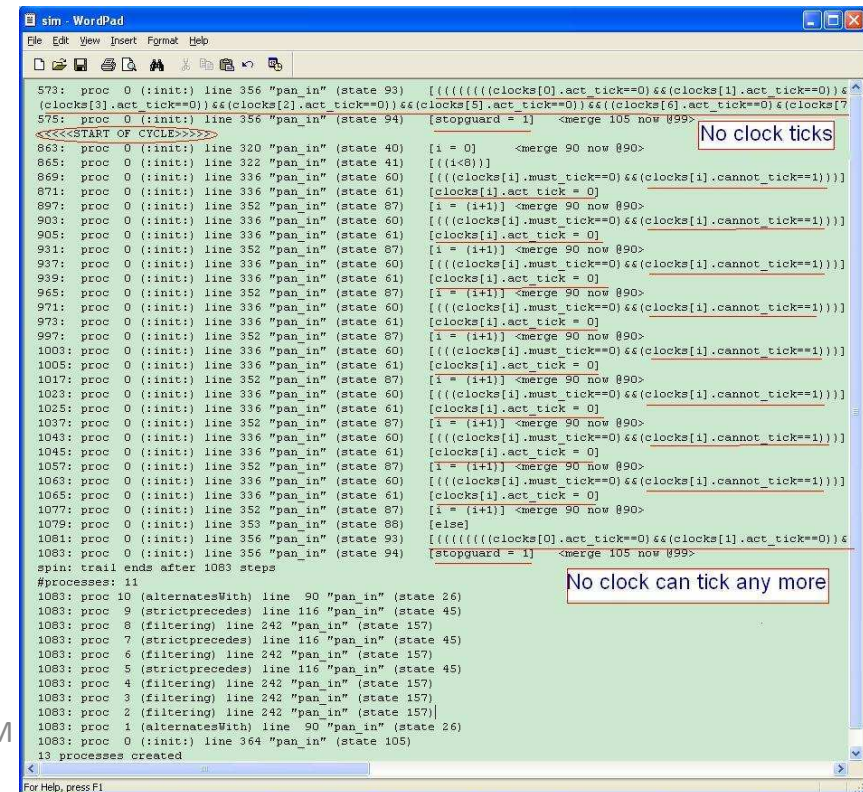 sim - WordPad
File Edit View Insert Format Help
573: proc 0 (:init:) line 356 "pan_in" (state 93) [(((((((((clocks[0].act_tick==0)&&(clocks[1].act_tick==0))&
(clocks[3].act_tick==0))&&(clocks[2].act_tick==0))&&(clocks[5].act_tick==0))&&((clocks[6].act_tick==0)&(clocks[7
575: proc 0 (:init:) line 356 "pan_in" (state 94) [stopguard = 1] <merge 105 now @99>
<<<<<START OF CYCLE>>>>>
No clock ticks
863: proc 0 (:init:) line 320 "pan_in" (state 40) [i = 0] <merge 90 now @90>
865: proc 0 (:init:) line 322 "pan_in" (state 41) [((i<8))]
869: proc 0 (:init:) line 336 "pan_in" (state 60) [(((clocks[i].must_tick==0)&&(clocks[i].cannot_tick==1)))]
871: proc 0 (:init:) line 336 "pan_in" (state 61) [clocks[i].act_tick = 0]
897: proc 0 (:init:) line 352 "pan_in" (state 87) [i = (i+1)] <merge 90 now @90>
903: proc 0 (:init:) line 336 "pan_in" (state 60) [(((clocks[i].must_tick==0)&&(clocks[i].cannot_tick==1)))]
905: proc 0 (:init:) line 336 "pan_in" (state 61) [clocks[i].act_tick = 0]
931: proc 0 (:init:) line 352 "pan_in" (state 87) [i = (i+1)] <merge 90 now @90>
937: proc 0 (:init:) line 336 "pan_in" (state 60) [(((clocks[i].must_tick==0)&&(clocks[i].cannot_tick==1)))]
939: proc 0 (:init:) line 336 "pan_in" (state 61) [clocks[i].act_tick = 0]
965: proc 0 (:init:) line 352 "pan_in" (state 87) [i = (i+1)] <merge 90 now @90>
971: proc 0 (:init:) line 336 "pan_in" (state 60) [(((clocks[i].must_tick==0)&&(clocks[i].cannot_tick==1)))]
973: proc 0 (:init:) line 336 "pan_in" (state 61) [clocks[i].act_tick = 0]
997: proc 0 (:init:) line 352 "pan_in" (state 87) [i = (i+1)] <merge 90 now @90>
1003: proc 0 (:init:) line 336 "pan_in" (state 60) [(((clocks[i].must_tick==0)&&(clocks[i].cannot_tick==1)))]
1005: proc 0 (:init:) line 336 "pan_in" (state 61) [clocks[i].act_tick = 0]
1017: proc 0 (:init:) line 352 "pan_in" (state 87) [i = (i+1)] <merge 90 now @90>
1023: proc 0 (:init:) line 336 "pan_in" (state 60) [(((clocks[i].must_tick==0)&&(clocks[i].cannot_tick==1)))]
1025: proc 0 (:init:) line 336 "pan_in" (state 61) [clocks[i].act_tick = 0]
1037: proc 0 (:init:) line 352 "pan_in" (state 87) [i = (i+1)] <merge 90 now @90>
1043: proc 0 (:init:) line 336 "pan_in" (state 60) [(((clocks[i].must_tick==0)&&(clocks[i].cannot_tick==1)))]
1045: proc 0 (:init:) line 336 "pan_in" (state 61) [clocks[i].act_tick = 0]
1057: proc 0 (:init:) line 352 "pan_in" (state 87) [i = (i+1)] <merge 90 now @90>
1063: proc 0 (:init:) line 336 "pan_in" (state 60) [(((clocks[i].must_tick==0)&&(clocks[i].cannot_tick==1)))]
1065: proc 0 (:init:) line 336 "pan_in" (state 61) [clocks[i].act_tick = 0]
1077: proc 0 (:init:) line 352 "pan_in" (state 87) [i = (i+1)] <merge 90 now @90>
1079: proc 0 (:init:) line 353 "pan_in" (state 88) [else]
1081: proc 0 (:init:) line 356 "pan_in" (state 93) [(((((((((clocks[0].act_tick==0)&&(clocks[1].act_tick==0))&
1083: proc 0 (:init:) line 356 "pan_in" (state 94) [stopguard = 1] <merge 105 now @99>
spin: trail ends after 1083 steps
#processes: 11
No clock can tick any more
1083: proc 10 (alternatesWith) line 90 "pan_in" (state 26)
1083: proc 9 (strictprecedes) line 116 "pan_in" (state 45)
1083: proc 8 (filtering) line 242 "pan_in" (state 157)
1083: proc 7 (strictprecedes) line 116 "pan_in" (state 45)
1083: proc 6 (filtering) line 242 "pan_in" (state 157)
1083: proc 5 (strictprecedes) line 116 "pan_in" (state 45)
1083: proc 4 (filtering) line 242 "pan_in" (state 157)
1083: proc 3 (filtering) line 242 "pan_in" (state 157)
1083: proc 2 (filtering) line 242 "pan_in" (state 157)
1083: proc 1 (alternatesWith) line 90 "pan_in" (state 26)
1083: proc 0 (:init:) line 364 "pan_in" (state 105)
13 processes created
For Help, press F1